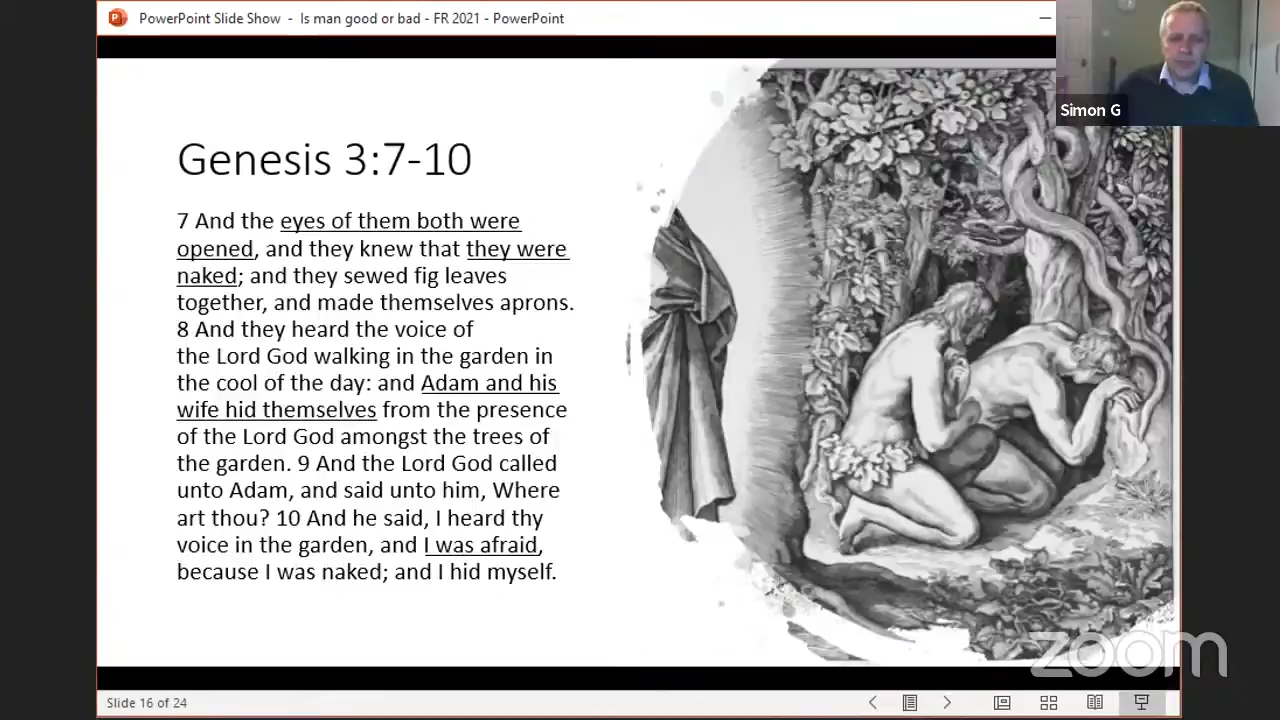 PowerPoint Slide Show - Is man good or bad - FR 2021 - PowerPoint
Simon G
Genesis 3:7-10
7 And the eyes of them both were
opened, and they knew that they were
naked; and they sewed fig leaves
together, and made themselves aprons.
8 And they heard the voice of
the Lord God walking in the garden in
the cool of the day: and Adam and his
wife hid themselves from the presence
of the Lord God amongst the trees of
the garden. 9 And the Lord God called
unto Adam, and said unto him, Where
art thou? 10 And he said, I heard thy
voice in the garden, and I was afraid,
because I was naked; and I hid myself.
zoom
Slide 16 of 24